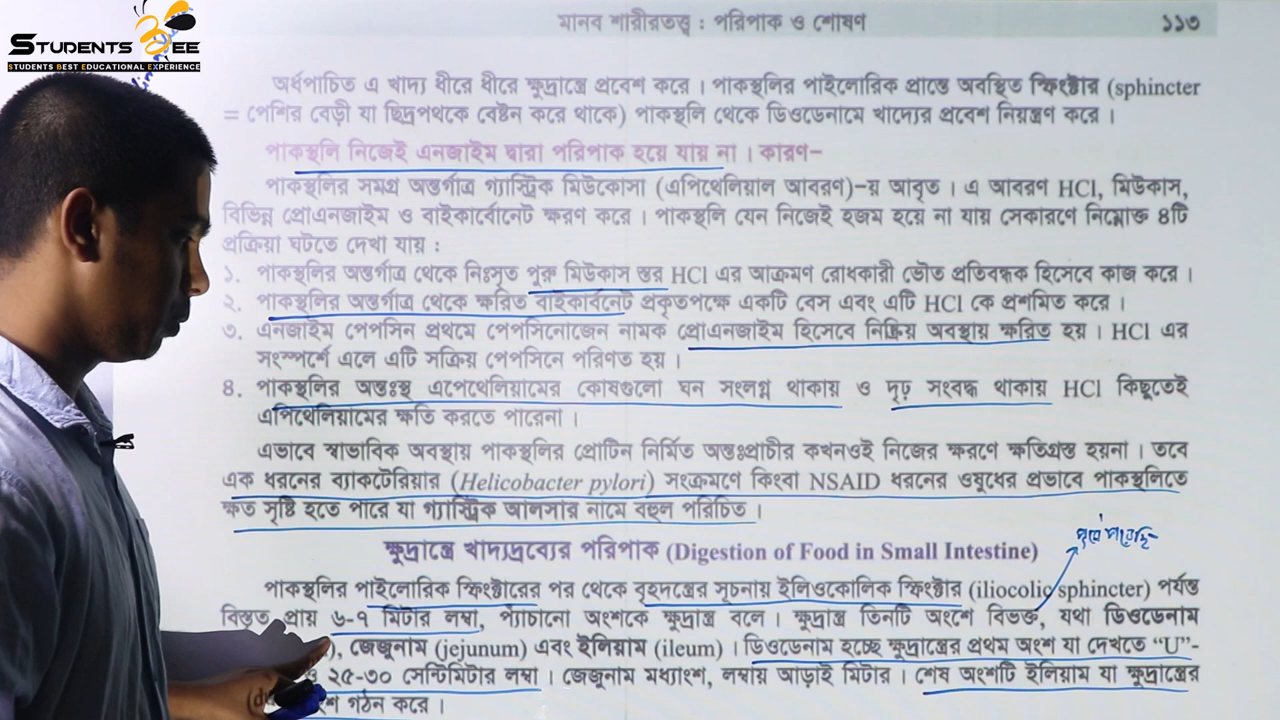 STUDENTS BEE
STUDENTS BEST EDUCATIONAL EXPERIENCE
মানব শারীরতত্ত্ব : পরিপাক ও শোষণ ১১৩
অর্ধপাচিত এ খাদ্য ধীরে ধীরে ক্ষুদ্রান্ত্রে প্রবেশ করে। পাকস্থলির পাইলোরিক প্রান্তে অবস্থিত স্ফিংক্টার (sphincter
= পেশির বেড়ী যা ছিদ্রপথকে বেষ্টন করে থাকে) পাকস্থলি থেকে ডিওডেনামে খাদ্যের প্রবেশ নিয়ন্ত্রণ করে।
পাকস্থলি নিজেই এনজাইম দ্বারা পরিপাক হয়ে যায় না। কারণ–
পাকস্থলির সমগ্র অন্তর্গাত্র গ্যাস্ট্রিক মিউকোসা (এপিথেলিয়াল আবরণ)-য় আবৃত। এ আবরণ HCl, মিউকাস,
বিভিন্ন প্রোএনজাইম ও বাইকার্বোনেট ক্ষরণ করে। পাকস্থলি যেন নিজেই হজম হয়ে না যায় সেকারণে নিম্নোক্ত ৪টি
প্রক্রিয়া ঘটতে দেখা যায় :
১. পাকস্থলির অন্তর্গাত্র থেকে নিঃসৃত পুরু মিউকাস স্তর HCl এর আক্রমণ রোধকারী ভৌত প্রতিবন্ধক হিসেবে কাজ করে।
২. পাকস্থলির অন্তর্গাত্র থেকে ক্ষরিত বাইকার্বনেট প্রকৃতপক্ষে একটি বেস এবং এটি HCl কে প্রশমিত করে।
৩. এনজাইম পেপসিন প্রথমে পেপসিনোজেন নামক প্রোএনজাইম হিসেবে নিষ্ক্রিয় অবস্থায় ক্ষরিত হয়। HCl এর
সংস্পর্শে এলে এটি সক্রিয় পেপসিনে পরিণত হয়।
৪. পাকস্থলির অন্তঃস্থ এপেথেলিয়ামের কোষগুলো ঘন সংলগ্ন থাকায় ও দৃঢ় সংবদ্ধ থাকায় HCl কিছুতেই
এপিথেলিয়ামের ক্ষতি করতে পারেনা।
এভাবে স্বাভাবিক অবস্থায় পাকস্থলির প্রোটিন নির্মিত অন্তঃপ্রাচীর কখনওই নিজের ক্ষরণে ক্ষতিগ্রস্ত হয়না। তবে
এক ধরনের ব্যাকটেরিয়ার (Helicobacter pylori) সংক্রমণে কিংবা NSAID ধরনের ওষুধের প্রভাবে পাকস্থলিতে
ক্ষত সৃষ্টি হতে পারে যা গ্যাস্ট্রিক আলসার নামে বহুল পরিচিত।
ক্ষুদ্রান্ত্রে খাদ্যদ্রব্যের পরিপাক (Digestion of Food in Small Intestine)
পাকস্থলির পাইলোরিক স্ফিংক্টারের পর থেকে বৃহদন্ত্রের সূচনায় ইলিওকোলিক স্ফিংক্টার (iliocolic sphincter) পর্যন্ত
বিস্তৃত প্রায় ৬-৭ মিটার লম্বা, প্যাঁচানো অংশকে ক্ষুদ্রান্ত্র বলে। ক্ষুদ্রান্ত্র তিনটি অংশে বিভক্ত, যথা ডিওডেনাম
), জেজুনাম (jejunum) এবং ইলিয়াম (ileum)। ডিওডেনাম হচ্ছে ক্ষুদ্রান্ত্রের প্রথম অংশ যা দেখতে “U”-
২৫-৩০ সেন্টিমিটার লম্বা। জেজুনাম মধ্যাংশ, লম্বায় আড়াই মিটার। শেষ অংশটি ইলিয়াম যা ক্ষুদ্রান্ত্রের
গঠন করে।